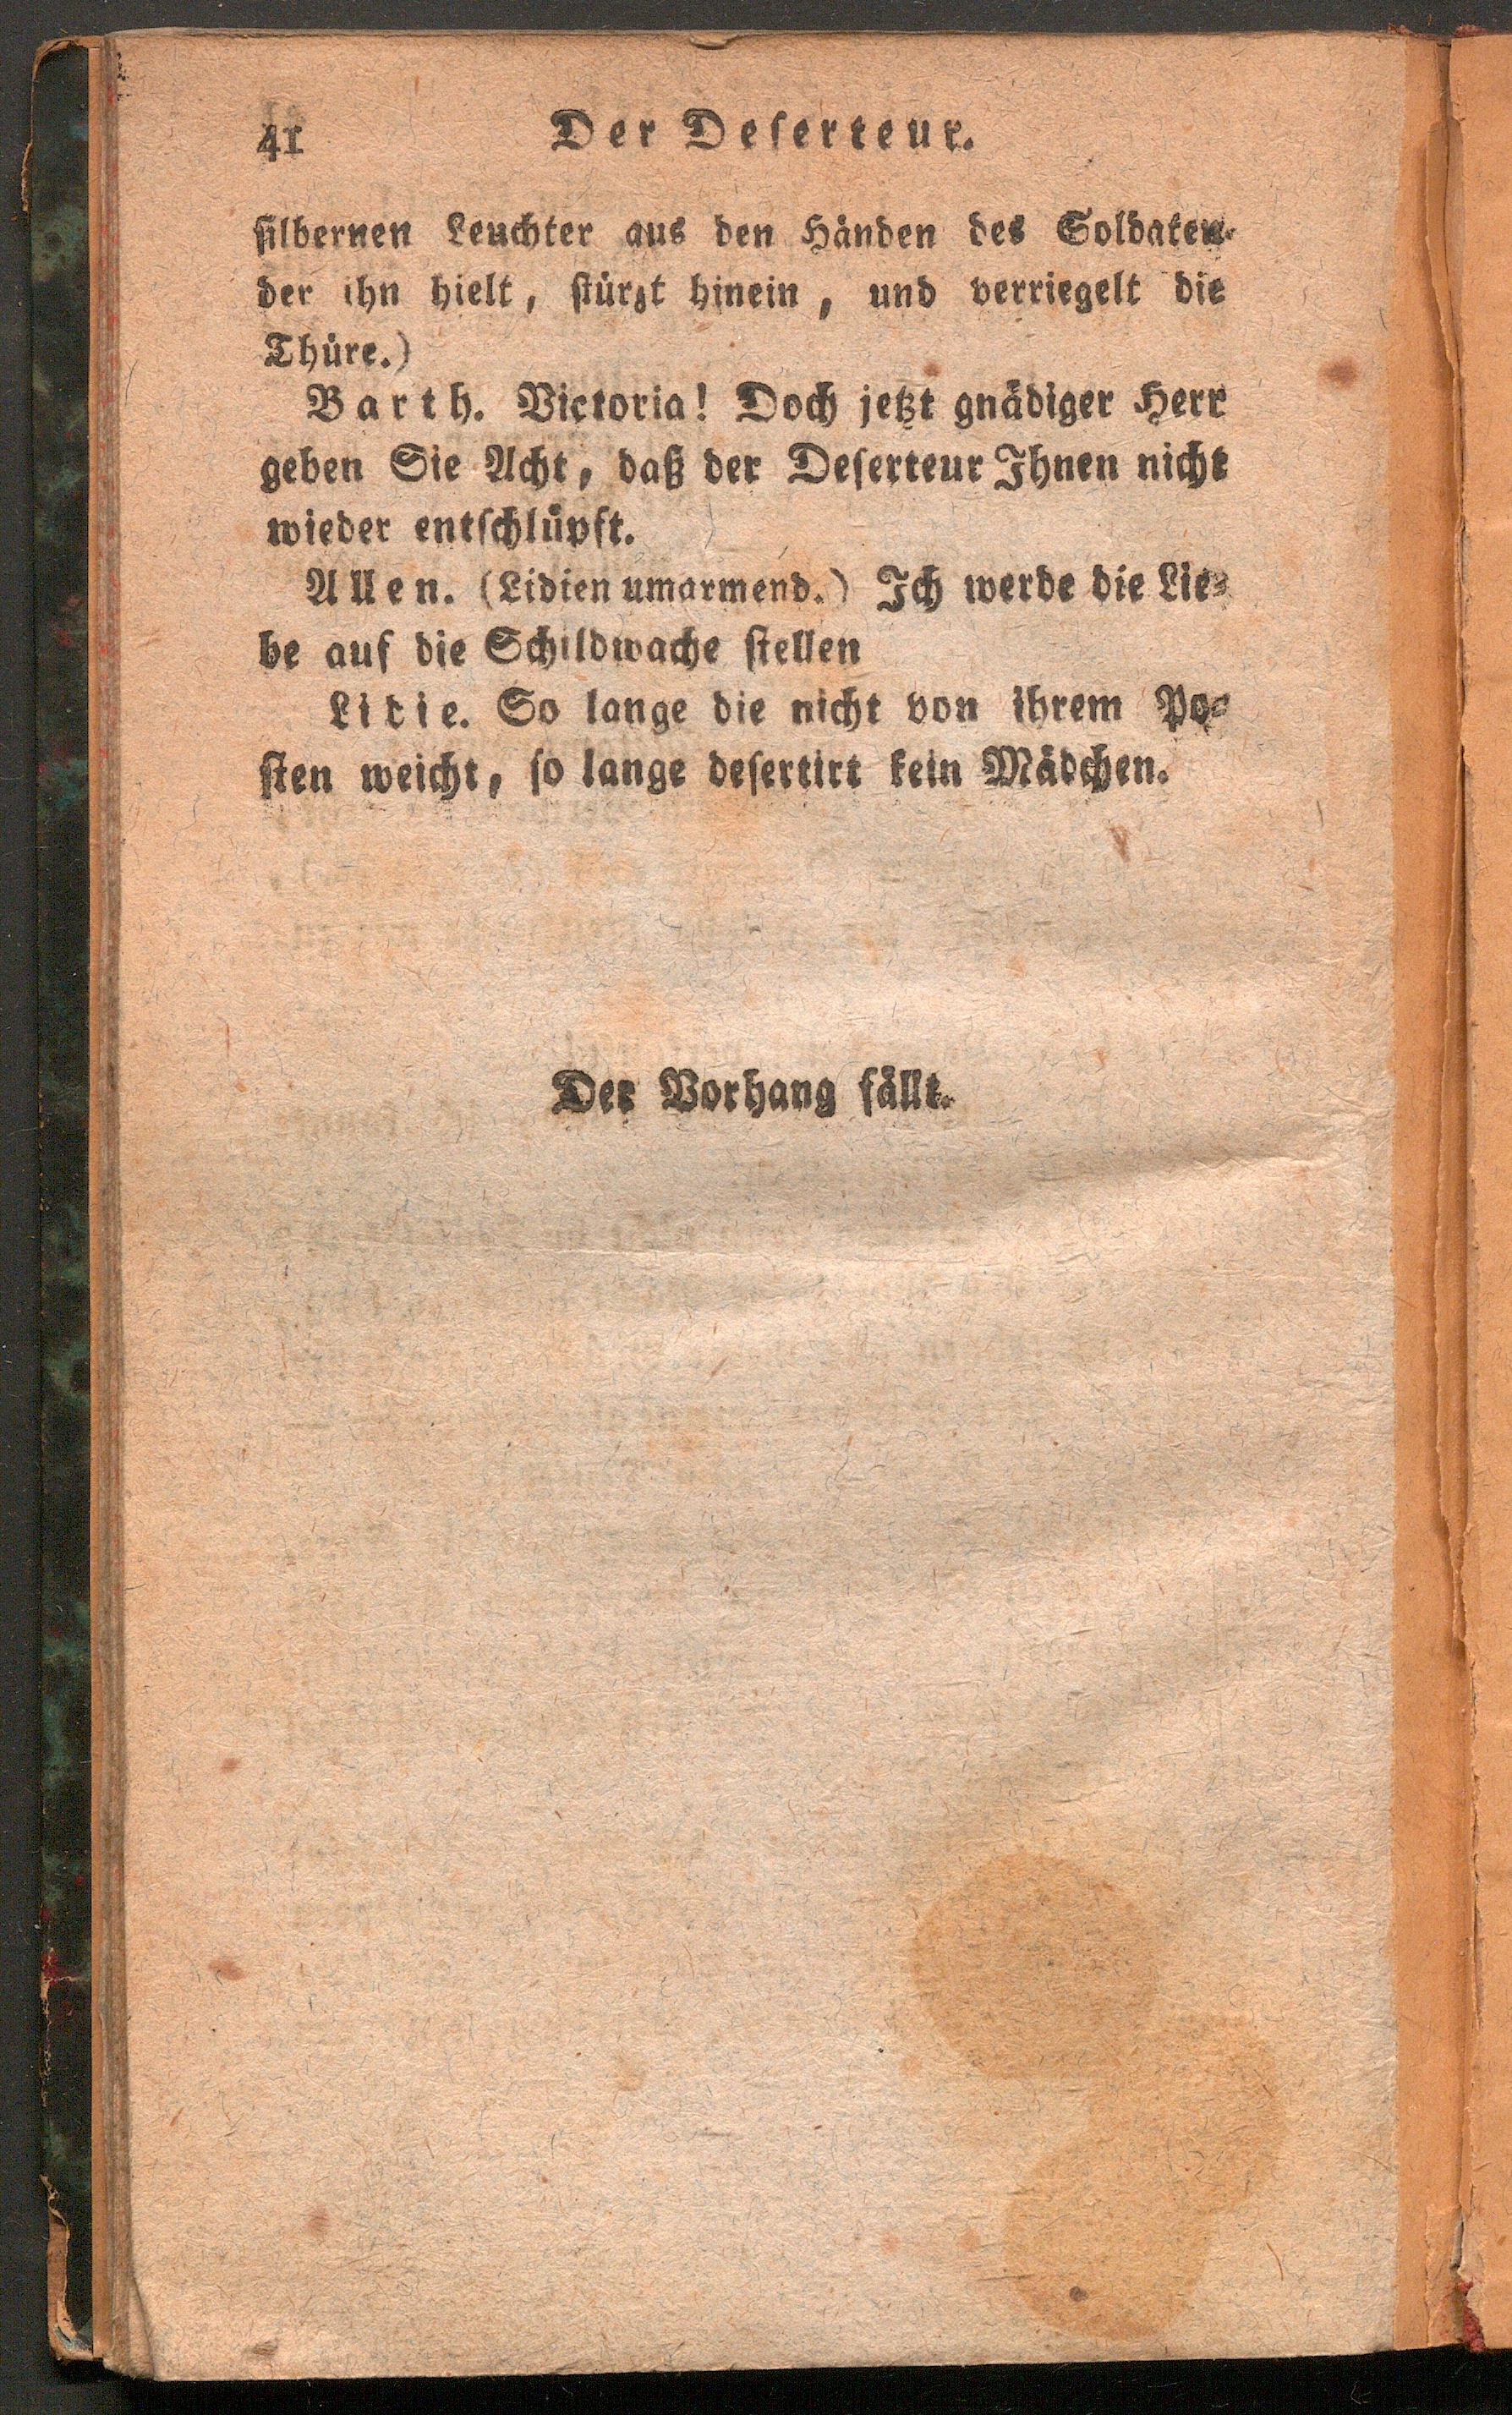 41 Der Deſerteur.
ſilbernen Leuchter aus den Händen des Soldaten.
der ihn hielt, ſtürzt hinein, und verriegelt die
Thüre.)
Barth. Victoria! Doch jetzt gnädiger Herr
geben Sie Acht, daß der Deſerteur Ihnen nicht
wieder entſchlüpft.
Allen. (Lidien umarmend.) Ich werde die Lie-
be auf die Schildwache ſtellen
Lidie. So lange die nicht von ihrem Po-
ſten weicht, ſo lange deſertirt kein Mädchen.
Der Vorhang fällt.